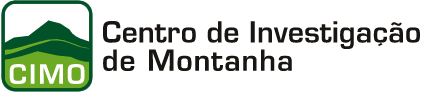 CIMO
Centro de Investigação
de Montanha